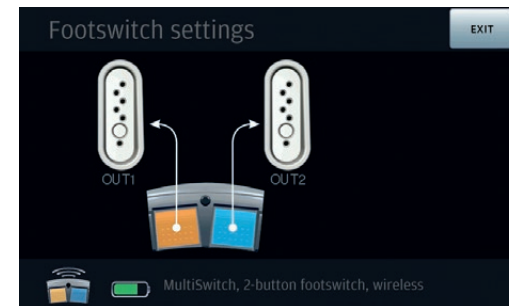 Footswitch settings
EXIT
OUT1
OUT2
MultiSwitch, 2-button footswitch, wireless